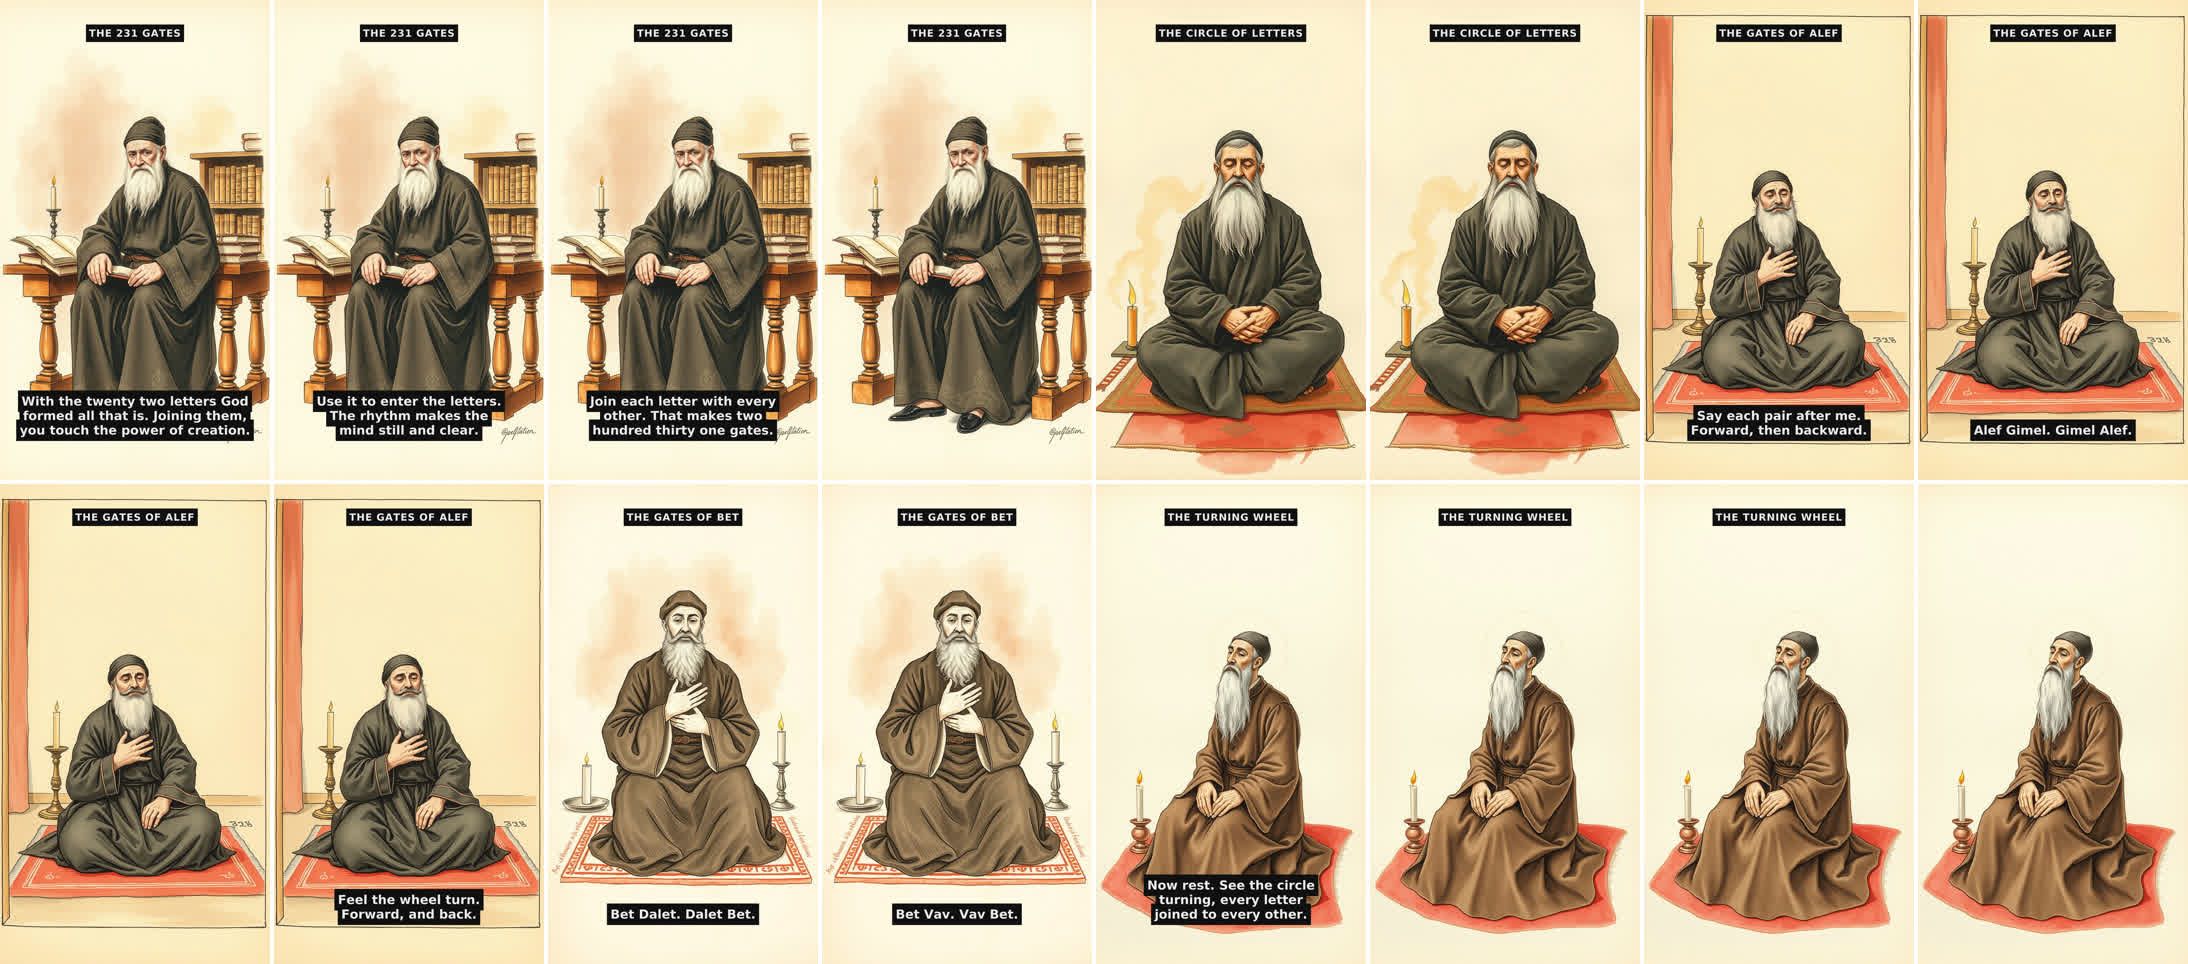 THE 231 GATES
With the twenty two letters God
formed all that is. Joining them,
you touch the power of creation.
THE 231 GATES
Use it to enter the letters.
The rhythm makes the
mind still and clear.
THE 231 GATES
Join each letter with every
other. That makes two
hundred thirty one gates.
THE 231 GATES
THE CIRCLE OF LETTERS
THE CIRCLE OF LETTERS
THE GATES OF ALEF
Say each pair after me.
Forward, then backward.
THE GATES OF ALEF
Alef Gimel. Gimel Alef.
THE GATES OF ALEF
THE GATES OF ALEF
Feel the wheel turn.
Forward, and back.
THE GATES OF BET
Bet Dalet. Dalet Bet.
THE GATES OF BET
Bet Vav. Vav Bet.
THE TURNING WHEEL
Now rest. See the circle
turning, every letter
joined to every other.
THE TURNING WHEEL
THE TURNING WHEEL